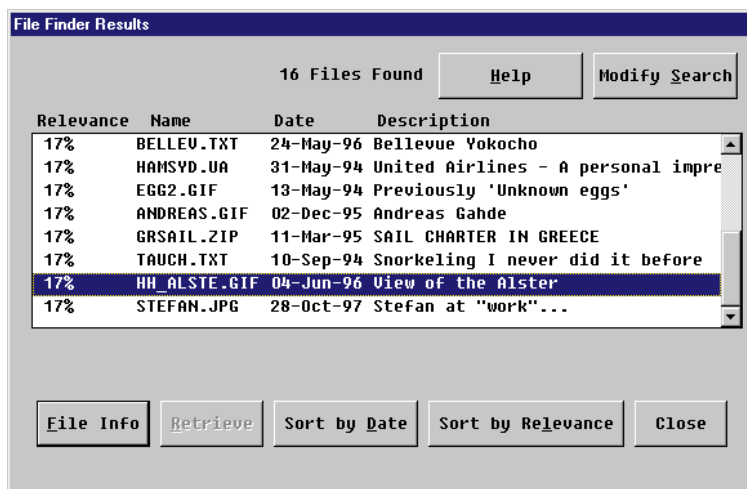 File Finder Results
16 Files Found Help Modify Search
Relevance Name Date Description
17% BELLEV.TXT 24-May-96 Bellevue Yokocho
17% HAMSYD.UA 31-May-94 United Airlines - A personal impre
17% EGG2.GIF 13-May-94 Previously 'Unknown eggs'
17% ANDREAS.GIF 02-Dec-95 Andreas Gahde
17% GRSAIL.ZIP 11-Mar-95 SAIL CHARTER IN GREECE
17% TAUCH.TXT 10-Sep-94 Snorkeling I never did it before
17% HH_ALSTE.GIF 04-Jun-96 View of the Alster
17% STEFAN.JPG 28-Oct-97 Stefan at "work"...
File Info Retrieve Sort by Date Sort by Relevance Close